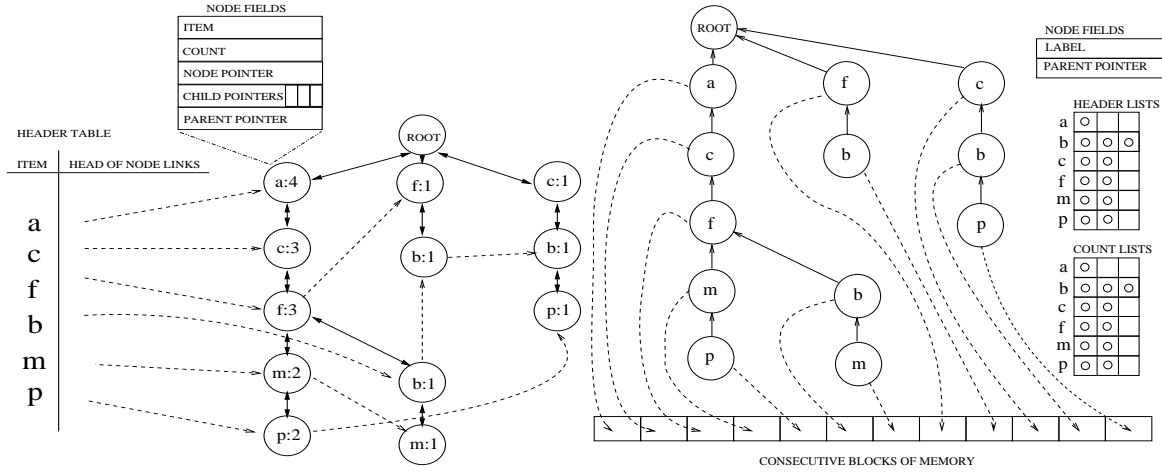 NODE FIELDS
ITEM
COUNT
NODE POINTER
CHILD POINTERS
PARENT POINTER
HEADER TABLE
ITEM HEAD OF NODE LINKS
a
c
f
b
m
p
ROOT
a:4
f:1
c:1
c:3
b:1
b:1
f:3
p:1
m:2
b:1
p:2
m:1
ROOT
a
f
c
c
b
b
f
p
m
b
p
m
CONSECUTIVE BLOCKS OF MEMORY
NODE FIELDS
LABEL
PARENT POINTER
HEADER LISTS
a
b
c
f
m
p
COUNT LISTS
a
b
c
f
m
p